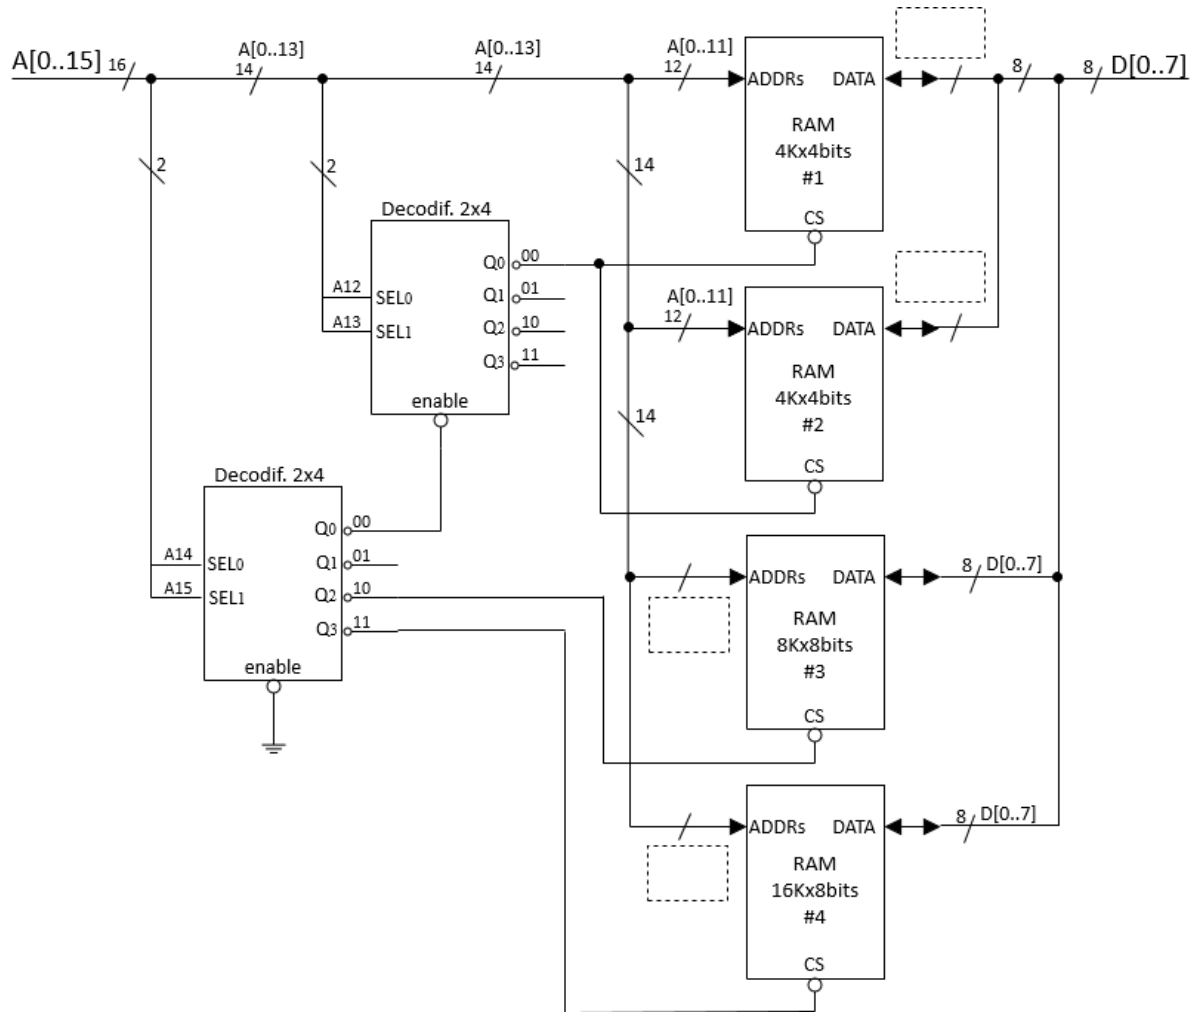 A[0..15] 16
A[0..13]
14
A[0..13]
14
A[0..11]
12
ADDRs DATA
8
8 D[0..7]
RAM
4Kx4bits
#1
CS
2
2
14
Decodif. 2x4
Q0 00
Q1 01
Q2 10
Q3 11
A12 SEL0
A13 SEL1
enable
A[0..11]
12
ADDRs DATA
RAM
4Kx4bits
#2
CS
14
Decodif. 2x4
Q0 00
Q1 01
Q2 10
Q3 11
A14 SEL0
A15 SEL1
enable
ADDRs DATA
8 D[0..7]
RAM
8Kx8bits
#3
CS
ADDRs DATA
8 D[0..7]
RAM
16Kx8bits
#4
CS